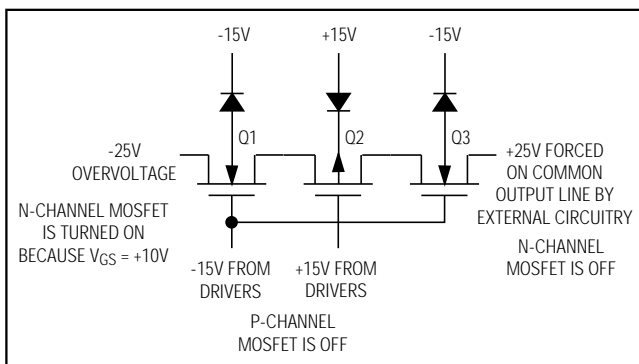 -15V
+15V
-15V
Q1
Q2
Q3
-25V
OVERVOLTAGE
+25V FORCED
ON COMMON
OUTPUT LINE BY
EXTERNAL CIRCUITRY
N-CHANNEL MOSFET
IS TURNED ON
BECAUSE VGS = +10V
N-CHANNEL
MOSFET IS OFF
-15V FROM
DRIVERS
+15V FROM
DRIVERS
P-CHANNEL
MOSFET IS OFF